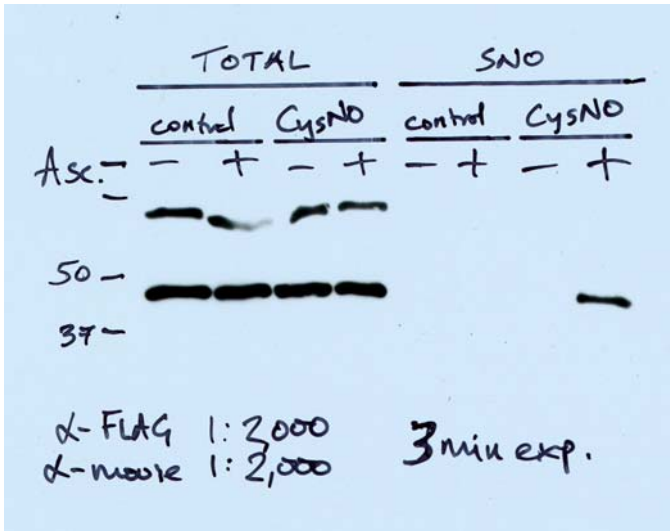 TOTAL SNO
control CysNO control CysNO
Asc. - + - + - + - +
50 -
37 -
α-FLAG 1:2,000
α-mouse 1:2,000
3 min exp.